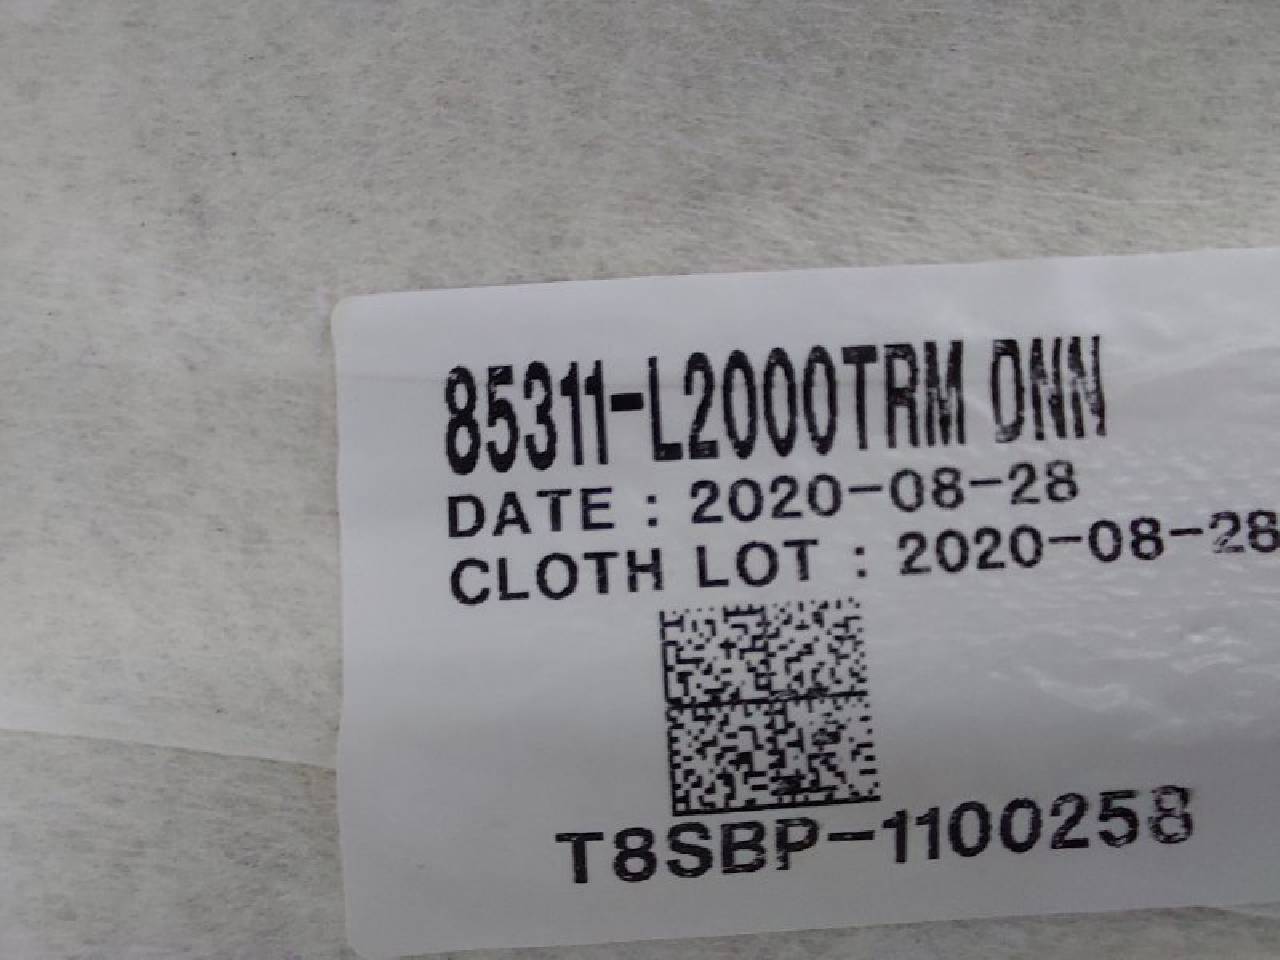 85311-L2000TRM DNN
DATE : 2020-08-28
CLOTH LOT : 2020-08-28
T8SBP-1100258